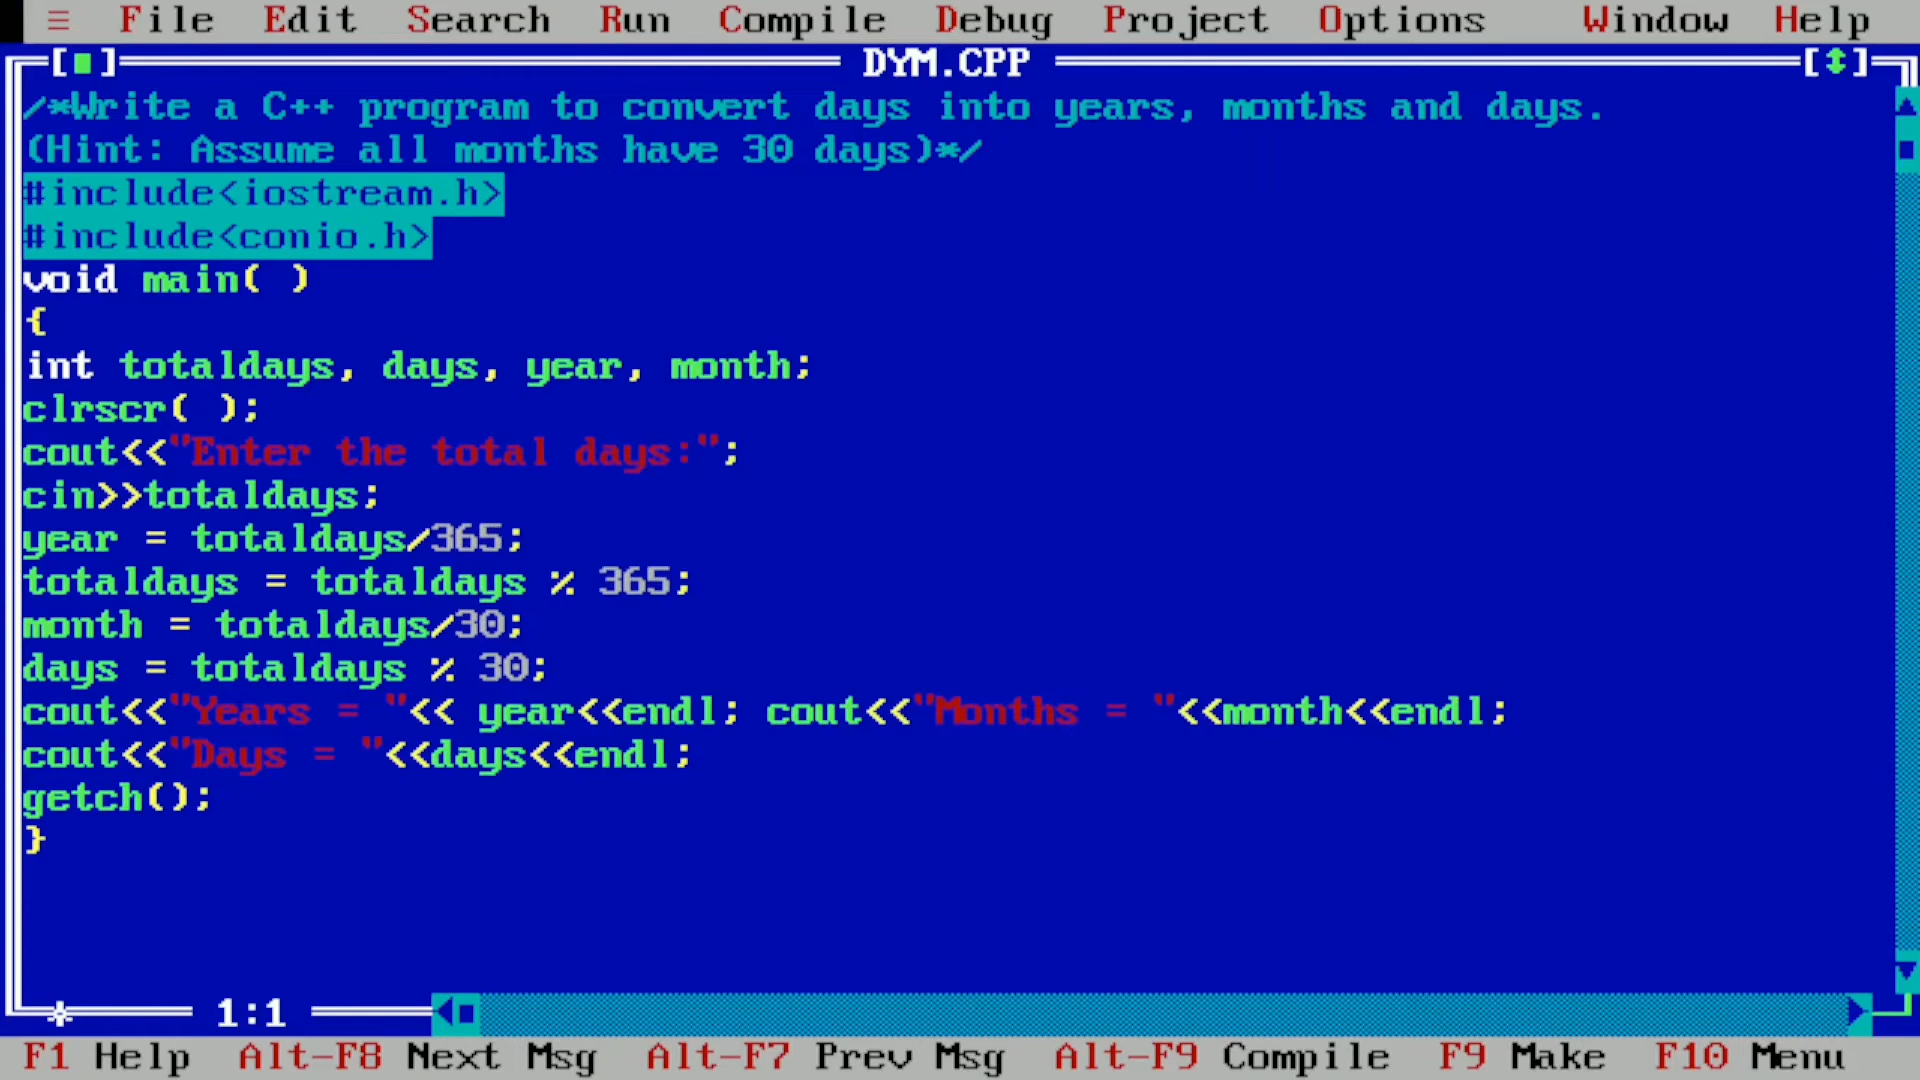 ≡ File Edit Search Run Compile Debug Project Options Window Help
[■] DYM.CPP [↕]
/*Write a C++ program to convert days into years, months and days.
(Hint: Assume all months have 30 days)*/
#include<iostream.h>
#include<conio.h>
void main( )
{
int totaldays, days, year, month;
clrscr( );
cout<<"Enter the total days:";
cin>>totaldays;
year = totaldays/365;
totaldays = totaldays % 365;
month = totaldays/30;
days = totaldays % 30;
cout<<"Years = "<< year<<endl; cout<<"Months = "<<month<<endl;
cout<<"Days = "<<days<<endl;
getch();
}
1:1
F1 Help Alt-F8 Next Msg Alt-F7 Prev Msg Alt-F9 Compile F9 Make F10 Menu